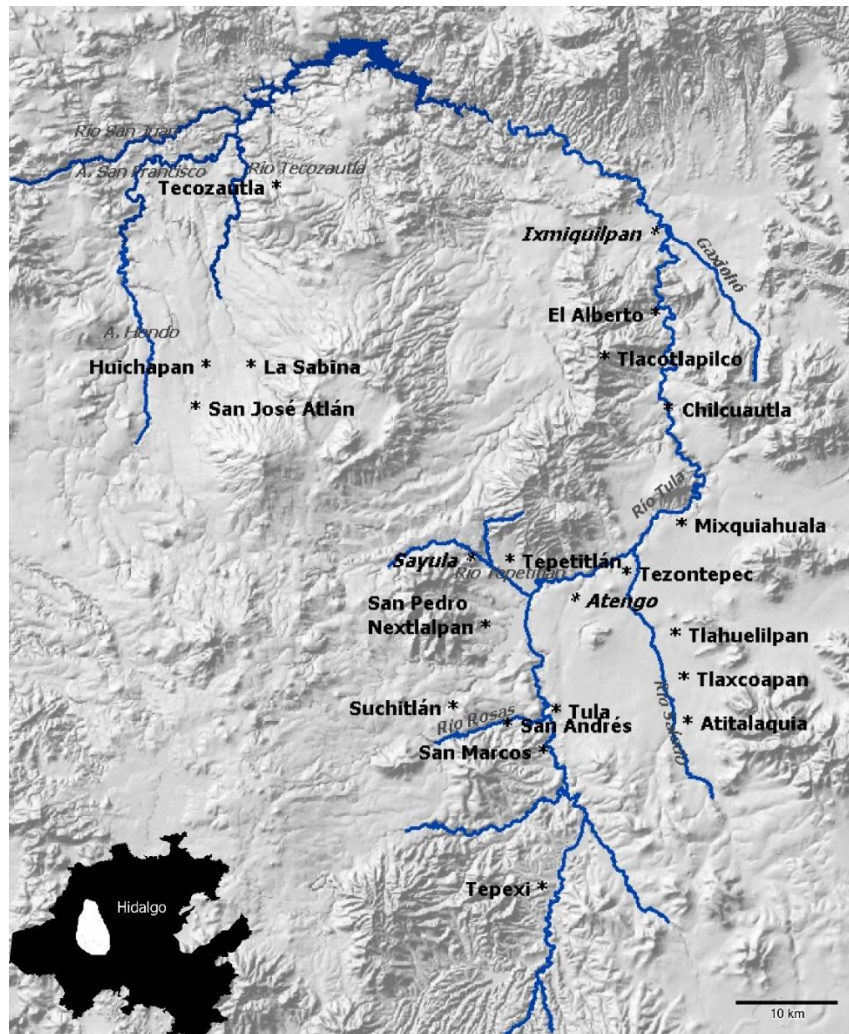 Río San Juan
A. San Francisco
Río Tecozautla
Tecozautla *
Ixmiquilpan *
Gaxiohó
El Alberto *
A. Hondo
* Tlacotlapilco
Huichapan *
* La Sabina
* San José Atlán
* Chilcuautla
Río Tula
* Mixquiahuala
Sayula *
* Tepetitlán
Río Tepetitlán
* Tezontepec
* Atengo
San Pedro
Nextlalpan *
* Tlahuelilpan
* Tlaxcoapan
Suchitlán *
Río Rosas
* Tula
* San Andrés
Río Salado
* Atitalaquia
San Marcos *
Tepexi *
Hidalgo
10 km